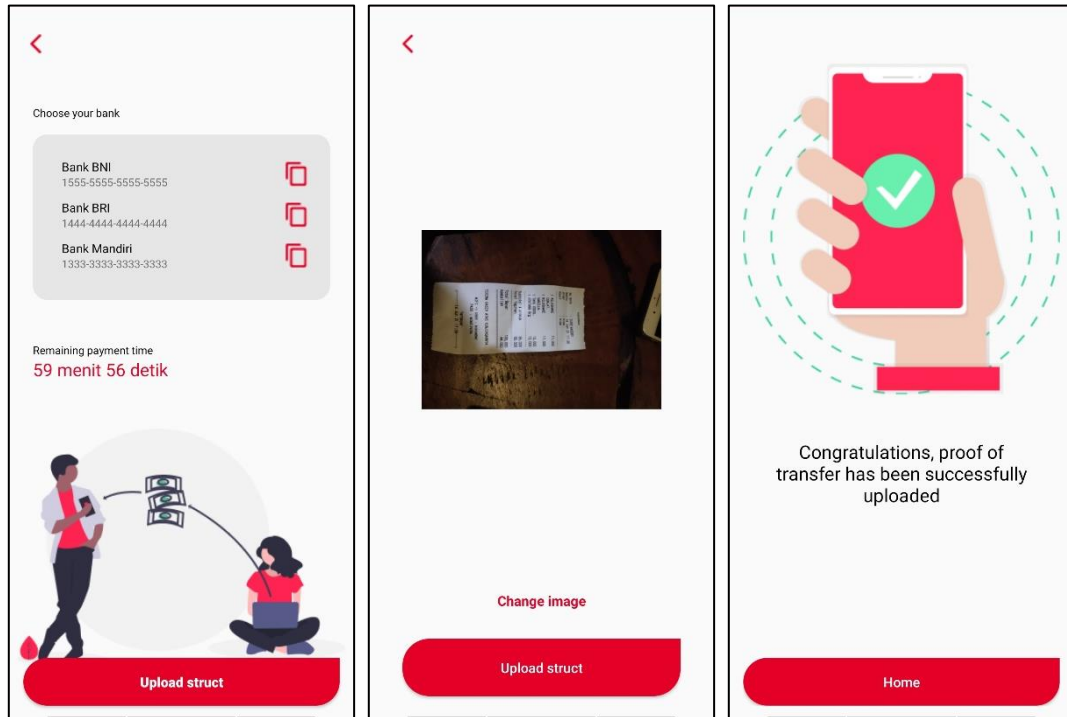 Choose your bank
Bank BNI
1555-5555-5555-5555
Bank BRI
1444-4444-4444-4444
Bank Mandiri
1333-3333-3333-3333
Remaining payment time
59 menit 56 detik
Upload struct
Change image
Upload struct
Congratulations, proof of
transfer has been successfully
uploaded
Home